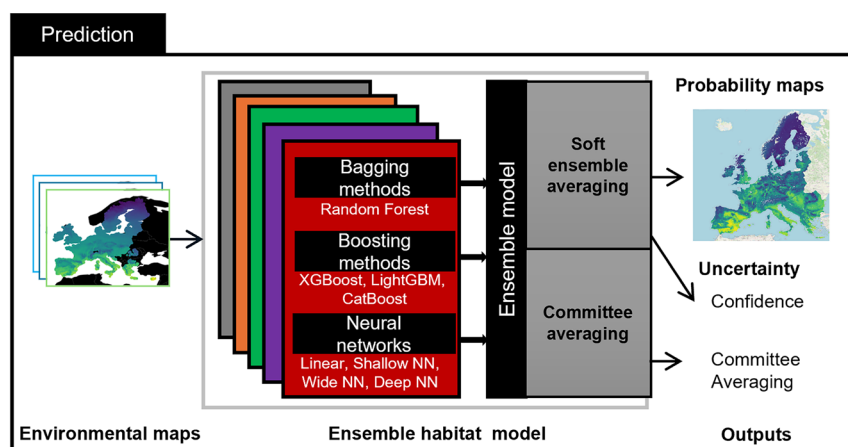 Prediction
Probability maps
Bagging
methods
Random Forest
Boosting
methods
XGBoost, LightGBM,
CatBoost
Neural
networks
Linear, Shallow NN,
Wide NN, Deep NN
Ensemble model
Soft
ensemble
averaging
Committee
averaging
Uncertainty
Confidence
Committee
Averaging
Environmental maps
Ensemble habitat model
Outputs